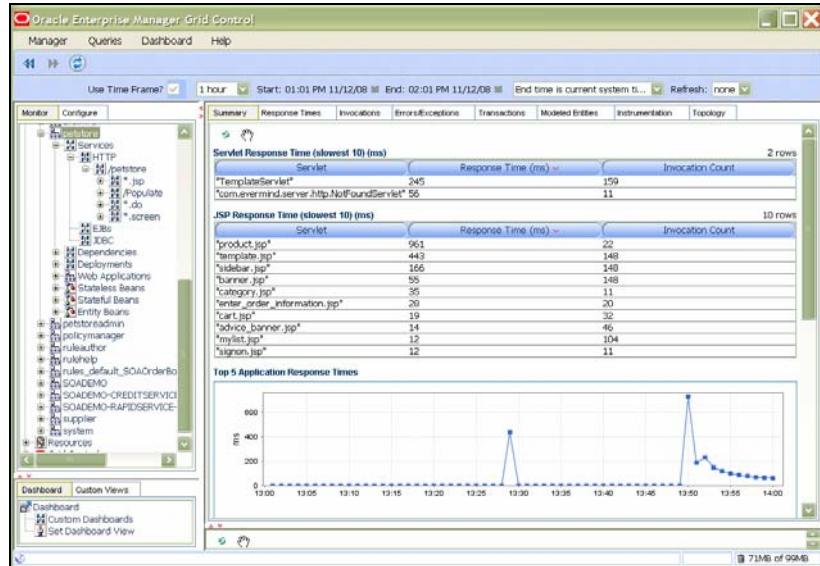 Oracle Enterprise Manager Grid Control
Manager Queries Dashboard Help
Use Time Frame? 1 hour Start: 01:01 PM 11/12/08 End: 02:01 PM 11/12/08 End time is current system ti... Refresh: none
Monitor Configure
petstore
Services
HTTP
/petstore
*.jsp
/Populate
*.do
*.screen
EJBs
JDBC
Dependencies
Deployments
Web Applications
Stateless Beans
Stateful Beans
Entity Beans
petstoreadmin
policymanager
ruleauthor
rulehelp
rules_default_SOAOrderBo
SOADEMO
SOADEMO-CREDITSERVICE
SOADEMO-RAPIDSERVICE-
supplier
system
Resources
Dashboard Custom Views
Dashboard
Custom Dashboards
Set Dashboard View
Summary Response Times Invocations Errors/Exceptions Transactions Modeled Entities Instrumentation Topology
Servlet Response Time (slowest 10) (ms) 2 rows
Servlet Response Time (ms) Invocation Count
"TemplateServlet" 245 159
"com.evermind.server.http.NotFoundServlet" 56 11
JSP Response Time (slowest 10) (ms) 10 rows
Servlet Response Time (ms) Invocation Count
"product.jsp" 961 22
"template.jsp" 443 148
"sidebar.jsp" 166 148
"banner.jsp" 55 148
"category.jsp" 35 11
"enter_order_information.jsp" 28 20
"cart.jsp" 19 32
"advice_banner.jsp" 14 46
"mylist.jsp" 12 104
"signon.jsp" 12 11
Top 5 Application Response Times
ms
600
400
200
0
13:00 13:05 13:10 13:15 13:20 13:25 13:30 13:35 13:40 13:45 13:50 13:55 14:00
71MB of 99MB